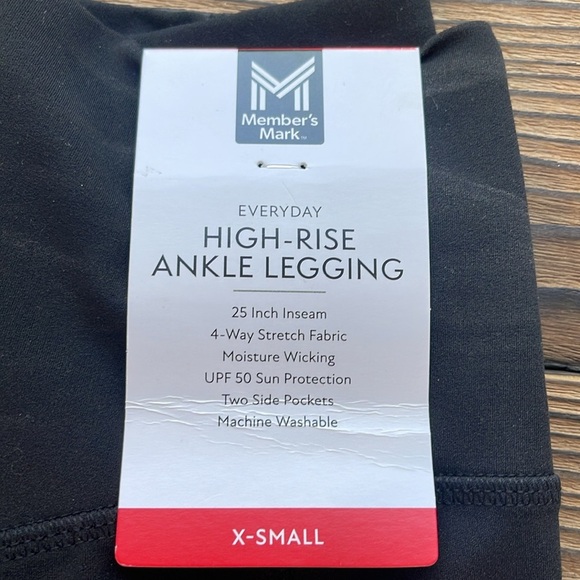 Member's
Mark™
EVERYDAY
HIGH-RISE
ANKLE LEGGING
25 Inch Inseam
4-Way Stretch Fabric
Moisture Wicking
UPF 50 Sun Protection
Two Side Pockets
Machine Washable
X-SMALL